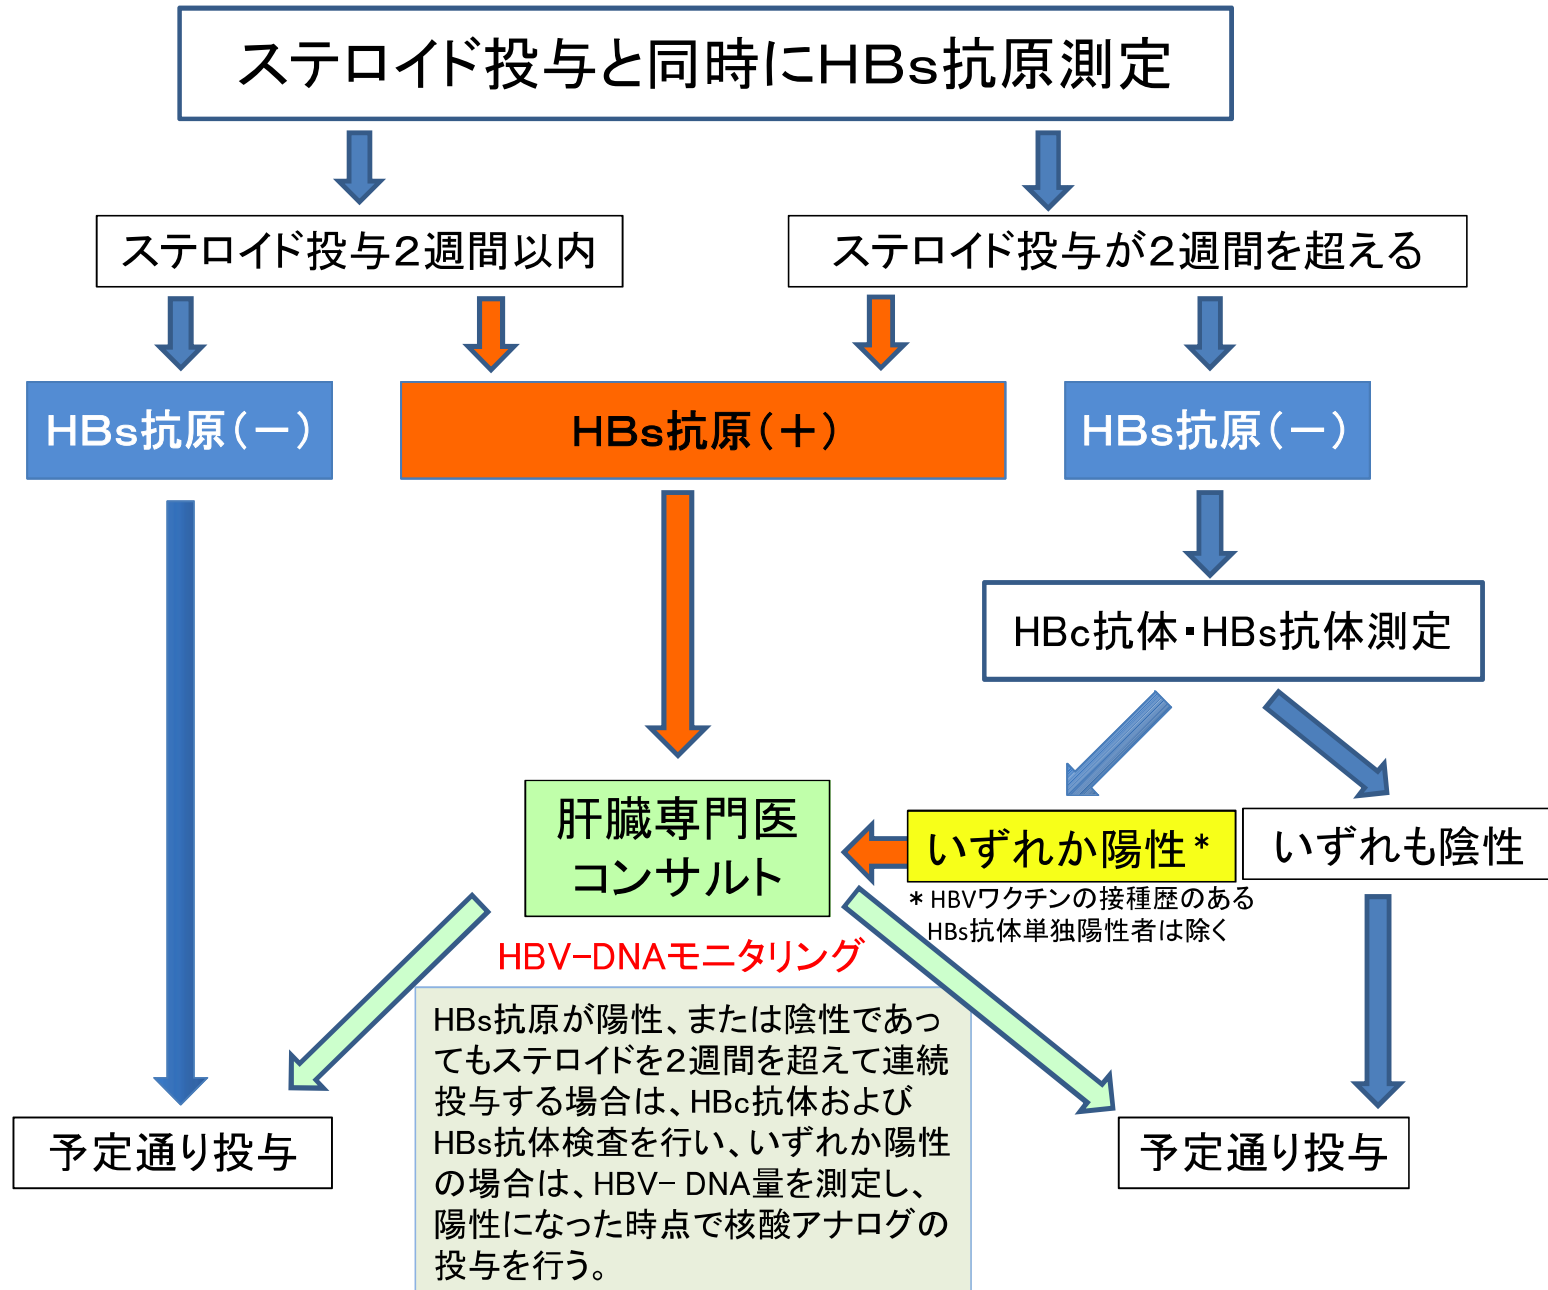 ステロイド投与と同時にHBs抗原測定
ステロイド投与２週間以内
ステロイド投与が２週間を超える
HBs抗原（－）
HBs抗原（＋）
HBs抗原（－）
HBc抗体・HBs抗体測定
肝臓専門医
コンサルト
いずれか陽性*
いずれも陰性
* HBVワクチンの接種歴のある
HBs抗体単独陽性者は除く
HBV-DNAモニタリング
HBs抗原が陽性、または陰性であっ
てもステロイドを２週間を超えて連続
投与する場合は、HBc抗体および
HBs抗体検査を行い、いずれか陽性
の場合は、HBV- DNA量を測定し、
陽性になった時点で核酸アナログの
投与を行う。
予定通り投与
予定通り投与